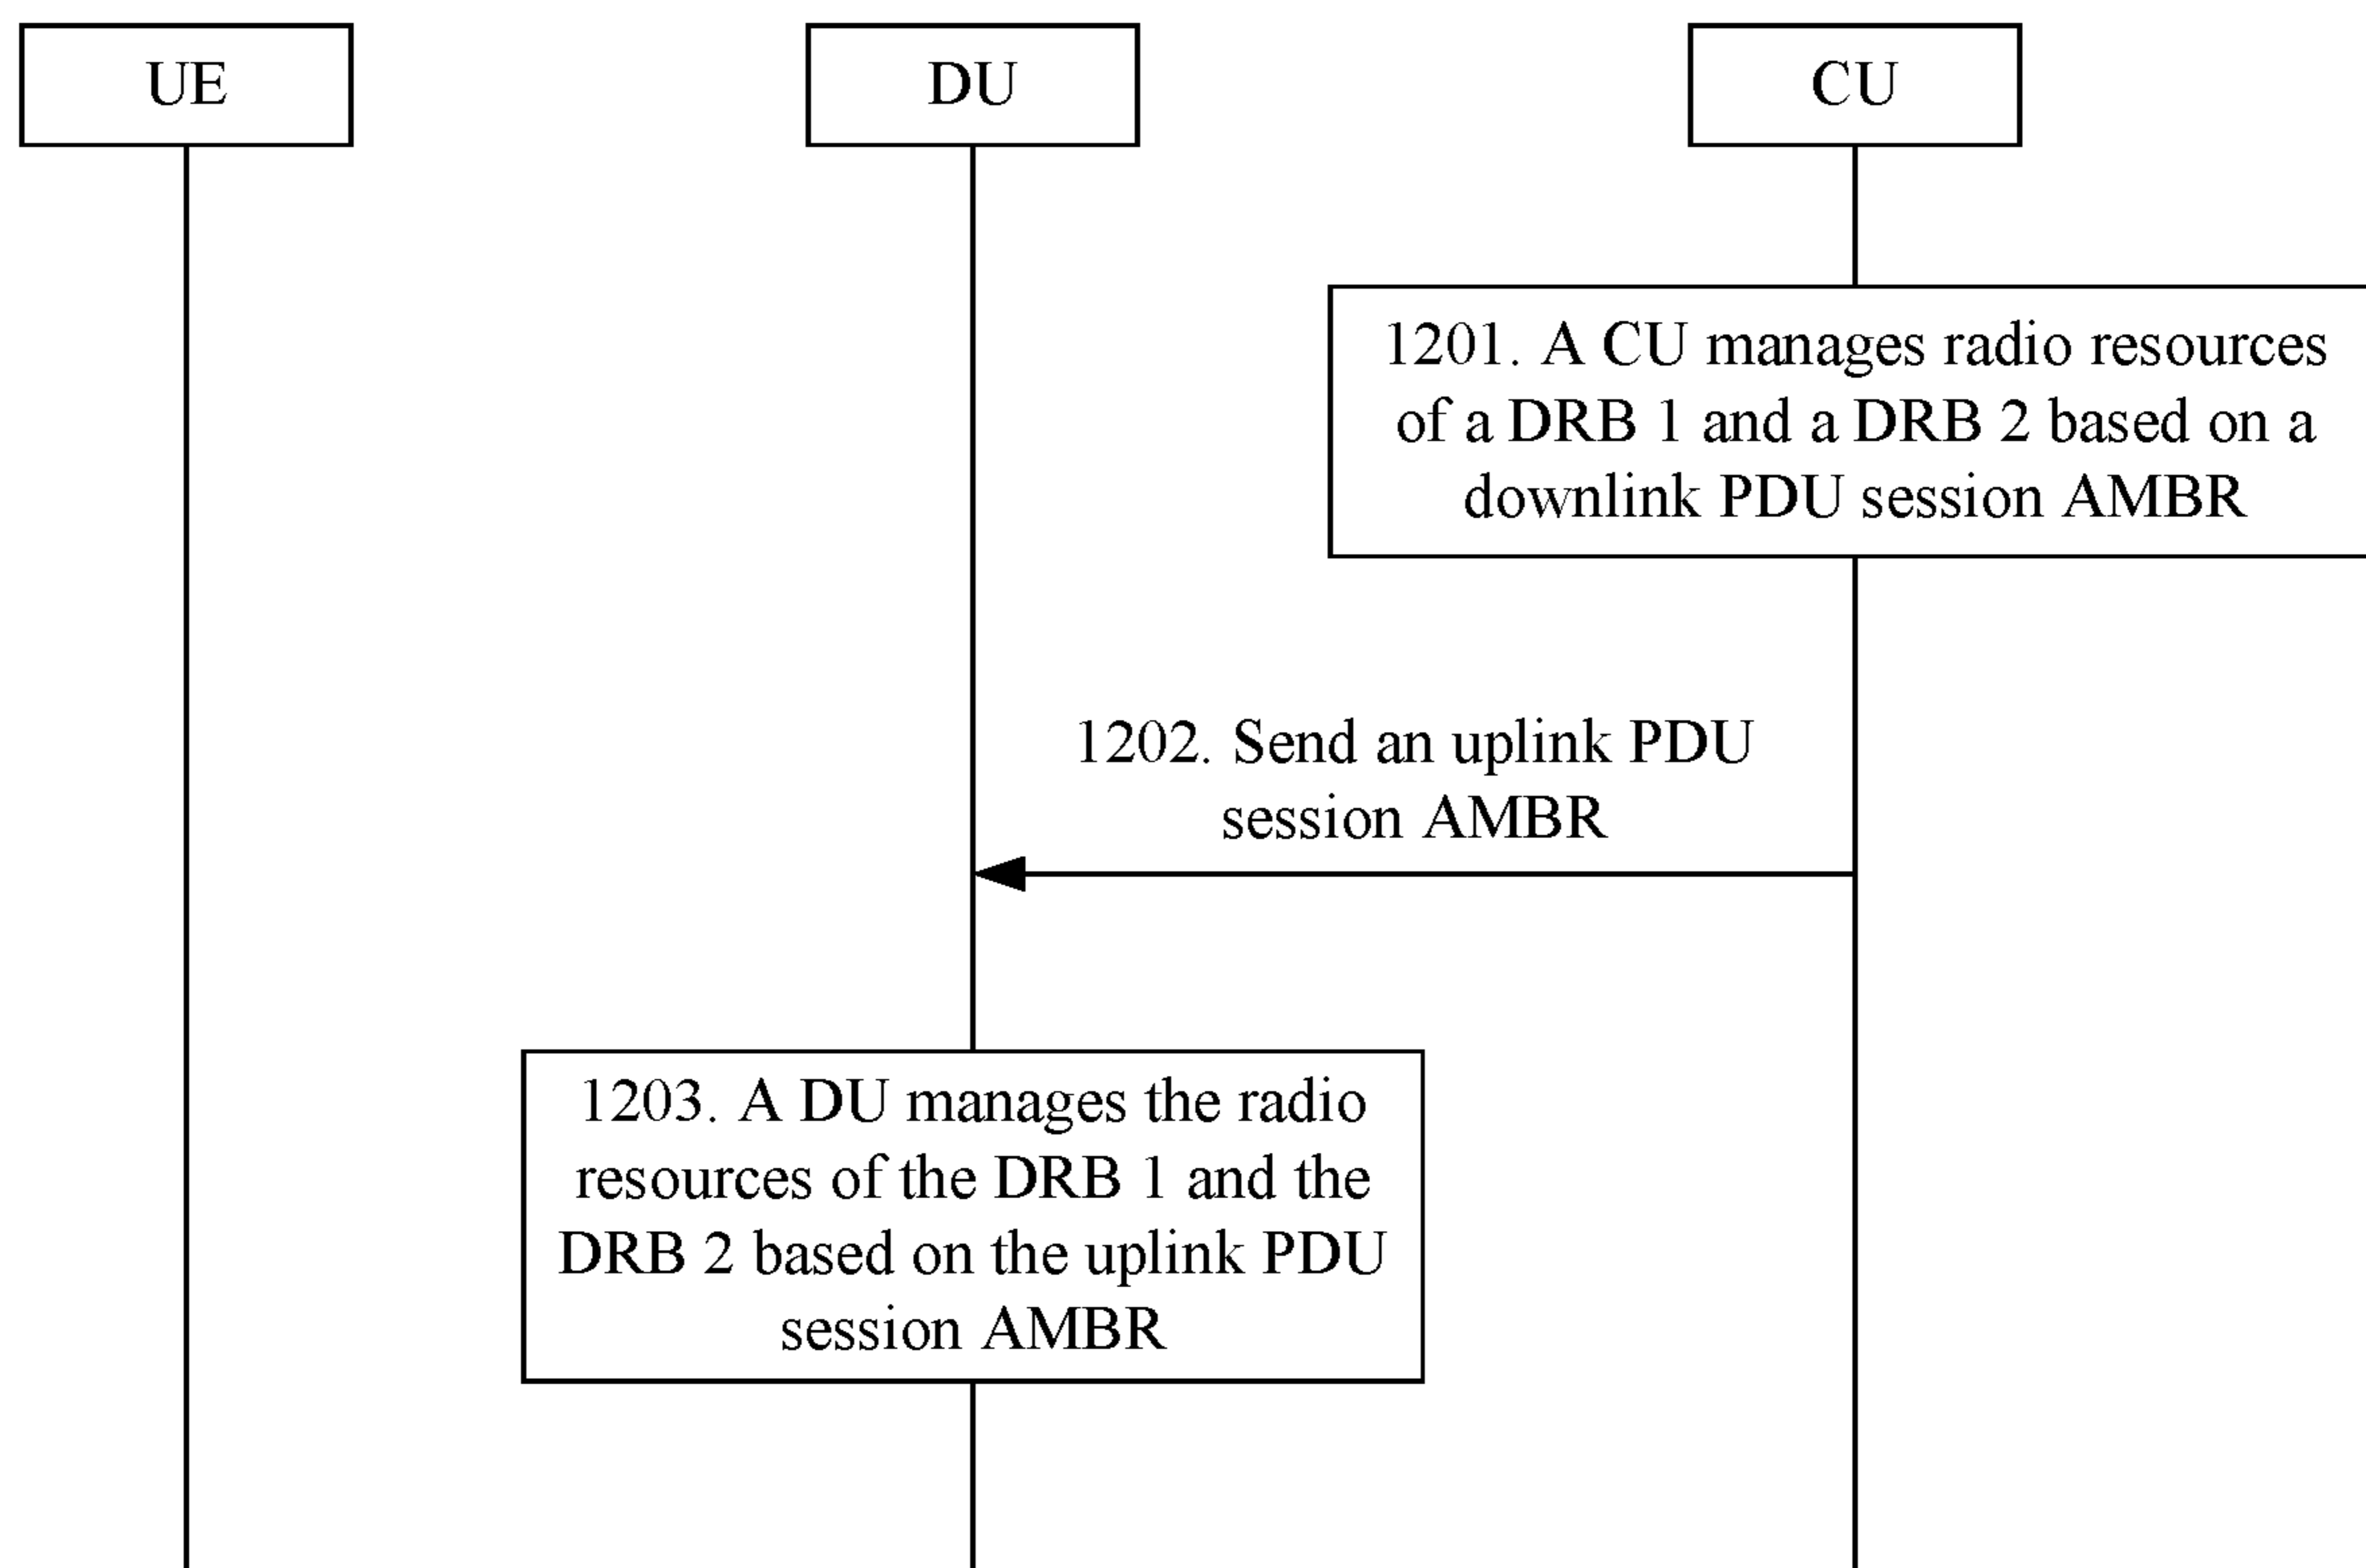 UE
DU
CU
1201. A CU manages radio resources
of a DRB 1 and a DRB 2 based on a
downlink PDU session AMBR
1202. Send an uplink PDU
session AMBR
1203. A DU manages the radio
resources of the DRB 1 and the
DRB 2 based on the uplink PDU
session AMBR